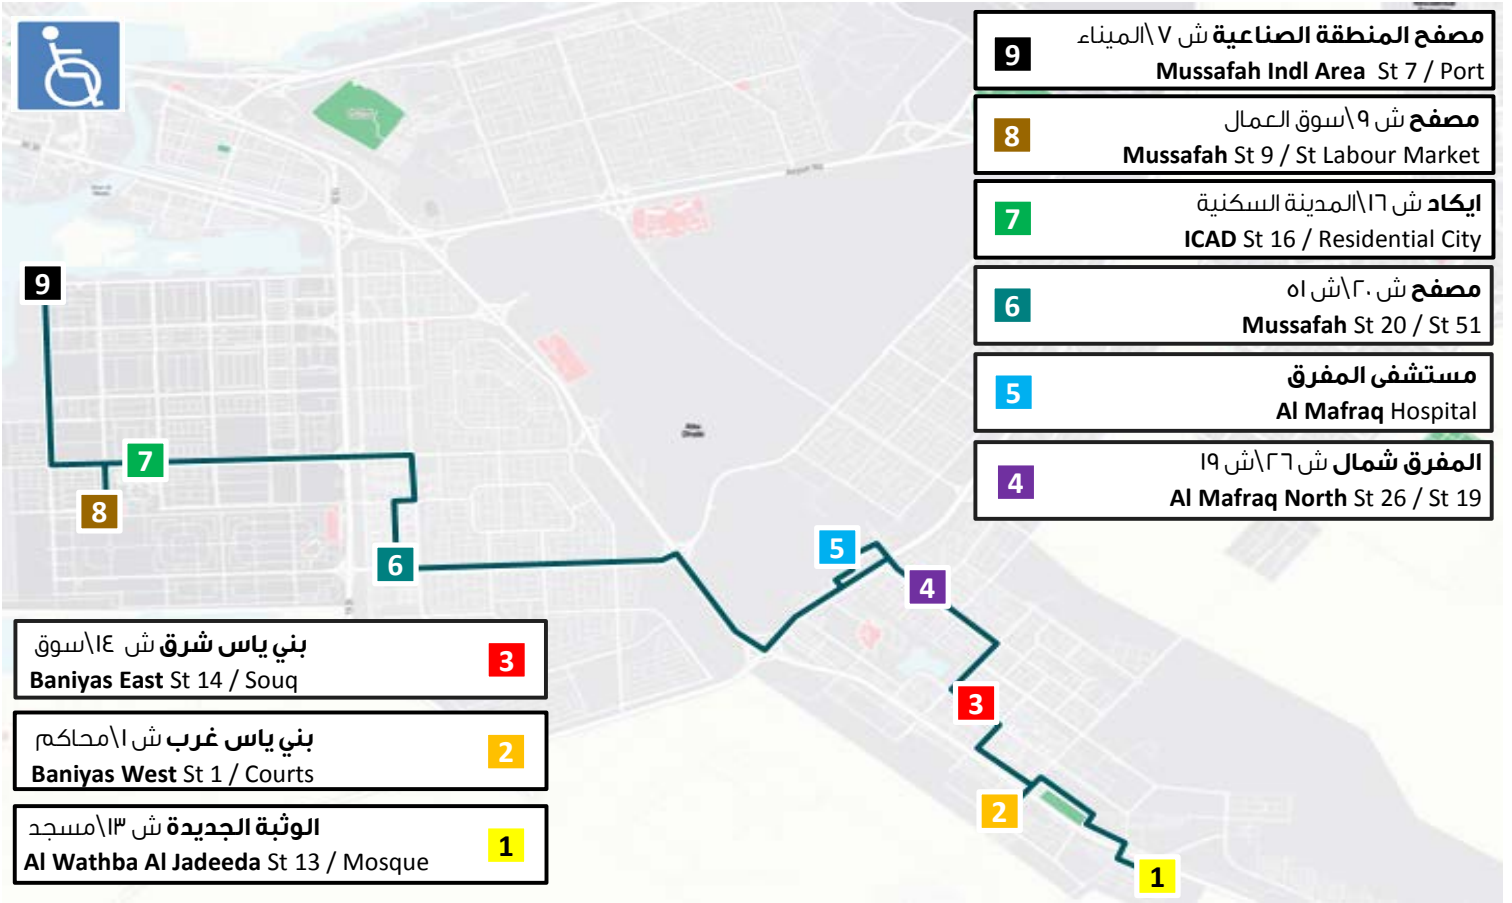 9
مصفح المنطقة الصناعية ش ٧\الميناء
Mussafah Indl Area St 7 / Port
8
مصفح ش ٩\سوق العمال
Mussafah St 9 / St Labour Market
7
ايكاد ش ١٦\المدينة السكنية
ICAD St 16 / Residential City
6
مصفح ش ٢٠\ش ٥١
Mussafah St 20 / St 51
5
مستشفى المفرق
Al Mafraq Hospital
4
المفرق شمال ش ٢٦\ش ١٩
Al Mafraq North St 26 / St 19
Airport Rd
9
7
8
6
5
4
3
2
1
Abu
Dhabi
3
بني ياس شرق ش ١٤\سوق
Baniyas East St 14 / Souq
2
بني ياس غرب ش ١\محاكم
Baniyas West St 1 / Courts
1
الوثبة الجديدة ش ١٣\مسجد
Al Wathba Al Jadeeda St 13 / Mosque